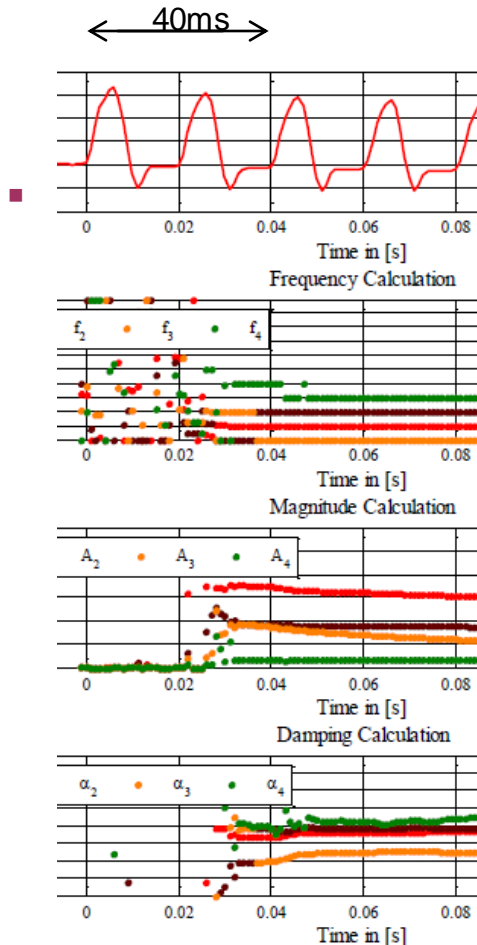 40ms
0 0.02 0.04 0.06 0.08
Time in [s]
Frequency Calculation
f₂ f₃ f₄
0 0.02 0.04 0.06 0.08
Time in [s]
Magnitude Calculation
A₂ A₃ A₄
0 0.02 0.04 0.06 0.08
Time in [s]
Damping Calculation
α₂ α₃ α₄
0 0.02 0.04 0.06 0.08
Time in [s]